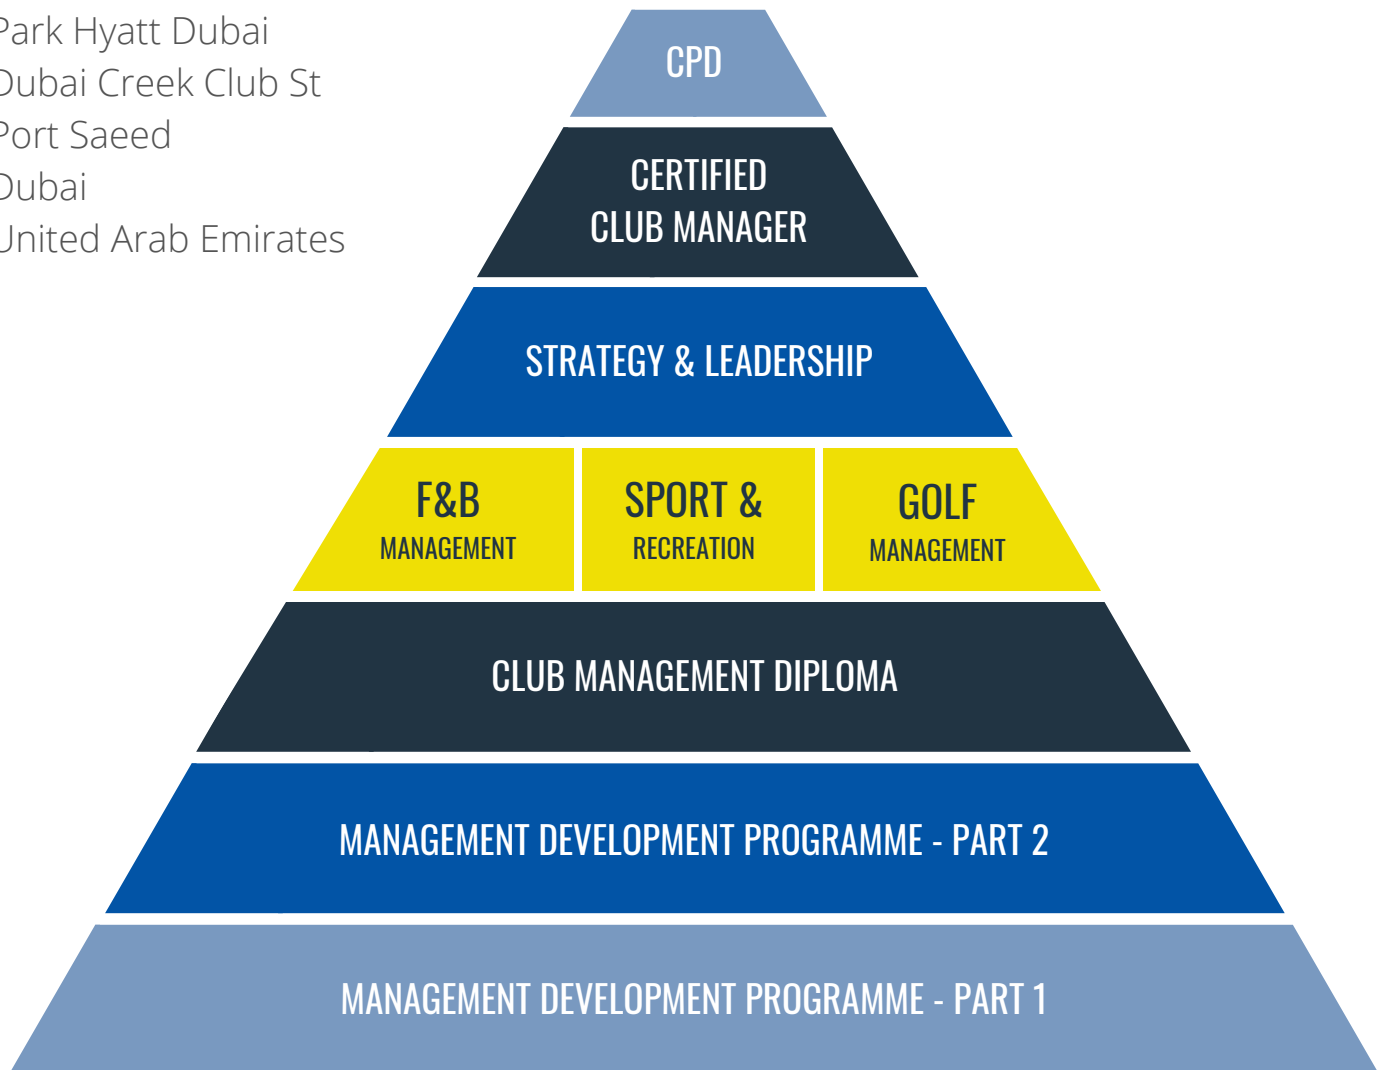 Park Hyatt Dubai
Dubai Creek Club St
Port Saeed
Dubai
United Arab Emirates
CPD
CERTIFIED
CLUB MANAGER
STRATEGY & LEADERSHIP
F&B
MANAGEMENT
SPORT &
RECREATION
GOLF
MANAGEMENT
CLUB MANAGEMENT DIPLOMA
MANAGEMENT DEVELOPMENT PROGRAMME - PART 2
MANAGEMENT DEVELOPMENT PROGRAMME - PART 1